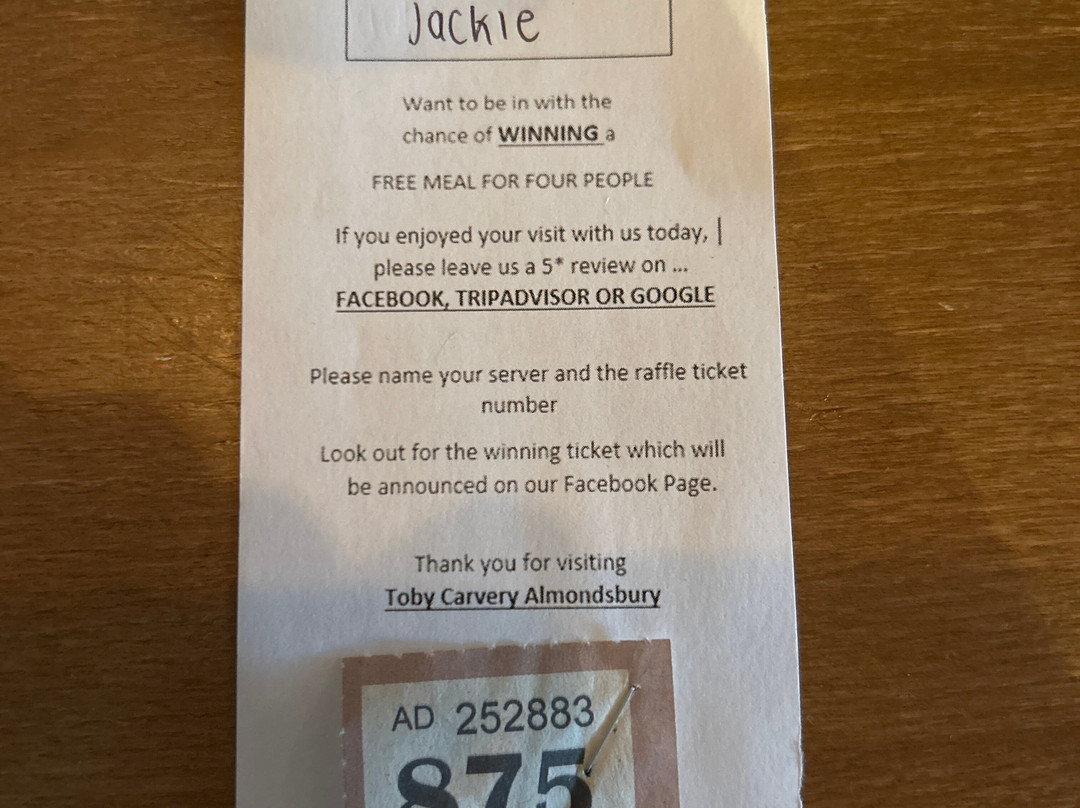 Jackie
Want to be in with the
chance of WINNING a
FREE MEAL FOR FOUR PEOPLE
If you enjoyed your visit with us today, |
please leave us a 5* review on ...
FACEBOOK, TRIPADVISOR OR GOOGLE
Please name your server and the raffle ticket
number
Look out for the winning ticket which will
be announced on our Facebook Page.
Thank you for visiting
Toby Carvery Almondsbury
AD 252883
875